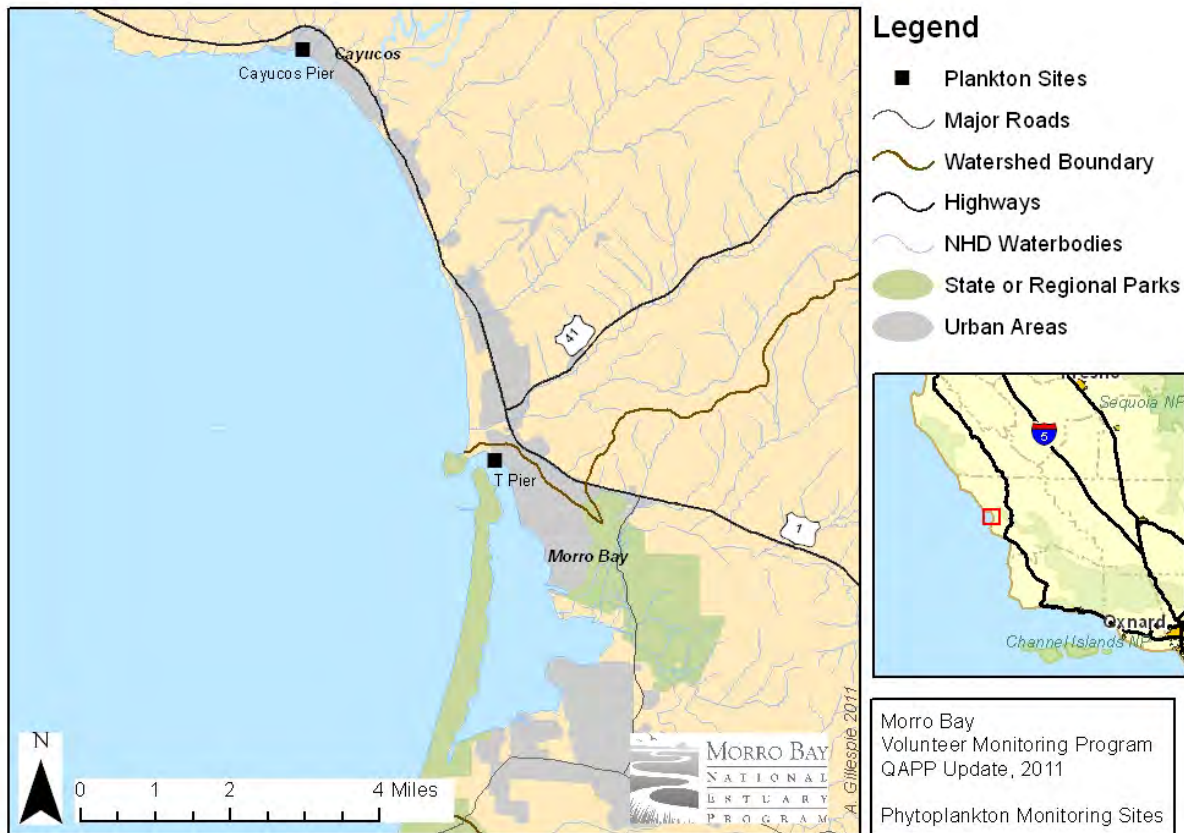 Cayucos
Cayucos Pier
41
T Pier
1
Morro Bay
N
0 1 2 4 Miles
MORRO BAY
NATIONAL
ESTUARY
PROGRAM
A. Gillespie 2011
Legend
Plankton Sites
Major Roads
Watershed Boundary
Highways
NHD Waterbodies
State or Regional Parks
Urban Areas
Fresno
Sequoia NP
5
Oxnard
Channel Islands NP
Morro Bay
Volunteer Monitoring Program
QAPP Update, 2011
Phytoplankton Monitoring Sites